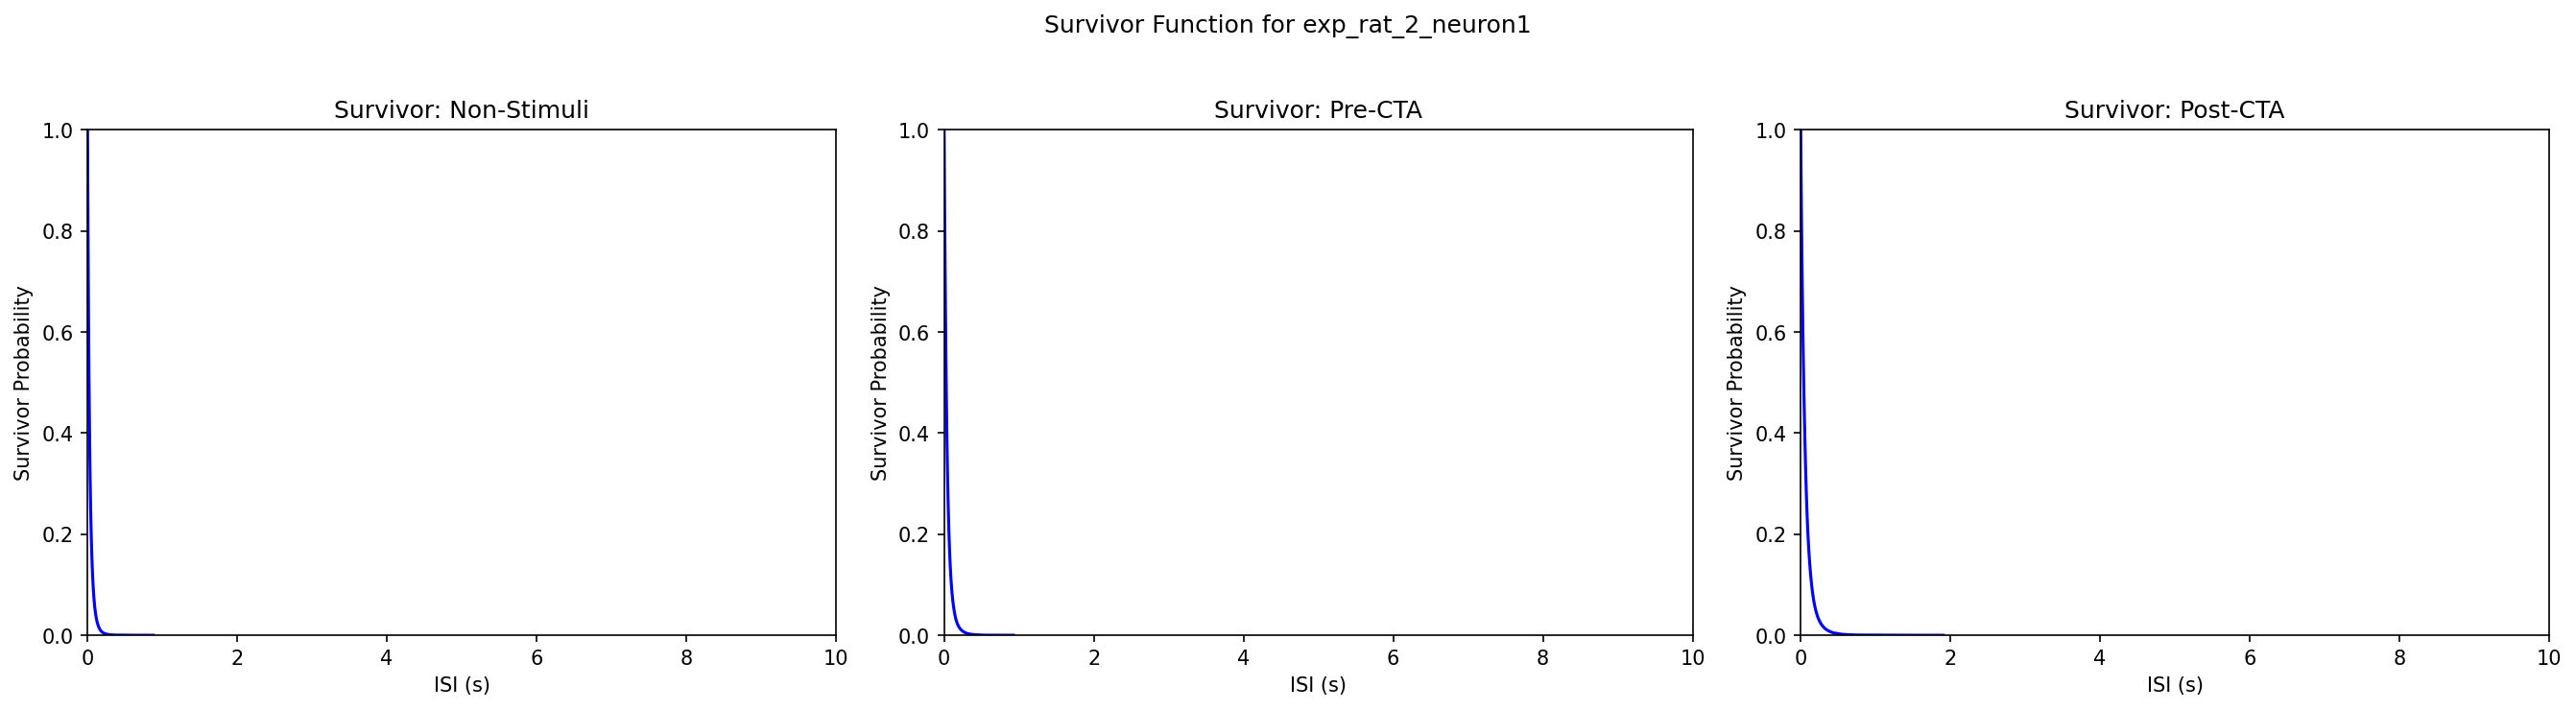 Survivor Function for exp_rat_2_neuron1
Survivor: Non-Stimuli
1.0
0.8
0.6
0.4
0.2
0.0
Survivor Probability
0 2 4 6 8 10
ISI (s)
Survivor: Pre-CTA
1.0
0.8
0.6
0.4
0.2
0.0
Survivor Probability
0 2 4 6 8 10
ISI (s)
Survivor: Post-CTA
1.0
0.8
0.6
0.4
0.2
0.0
Survivor Probability
0 2 4 6 8 10
ISI (s)